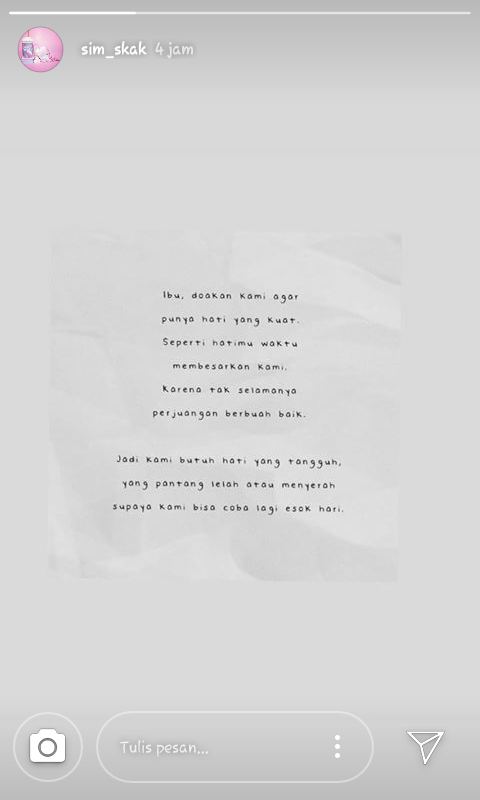 sim_skak 4 jam
Ibu, doakan kami agar
punya hati yang kuat.
Seperti hatimu waktu
membesarkan kami.
Karena tak selamanya
perjuangan berbuah baik.
Jadi kami butuh hati yang tangguh,
yang pantang lelah atau menyerah
supaya kami bisa coba lagi esok hari.
Tulis pesan...